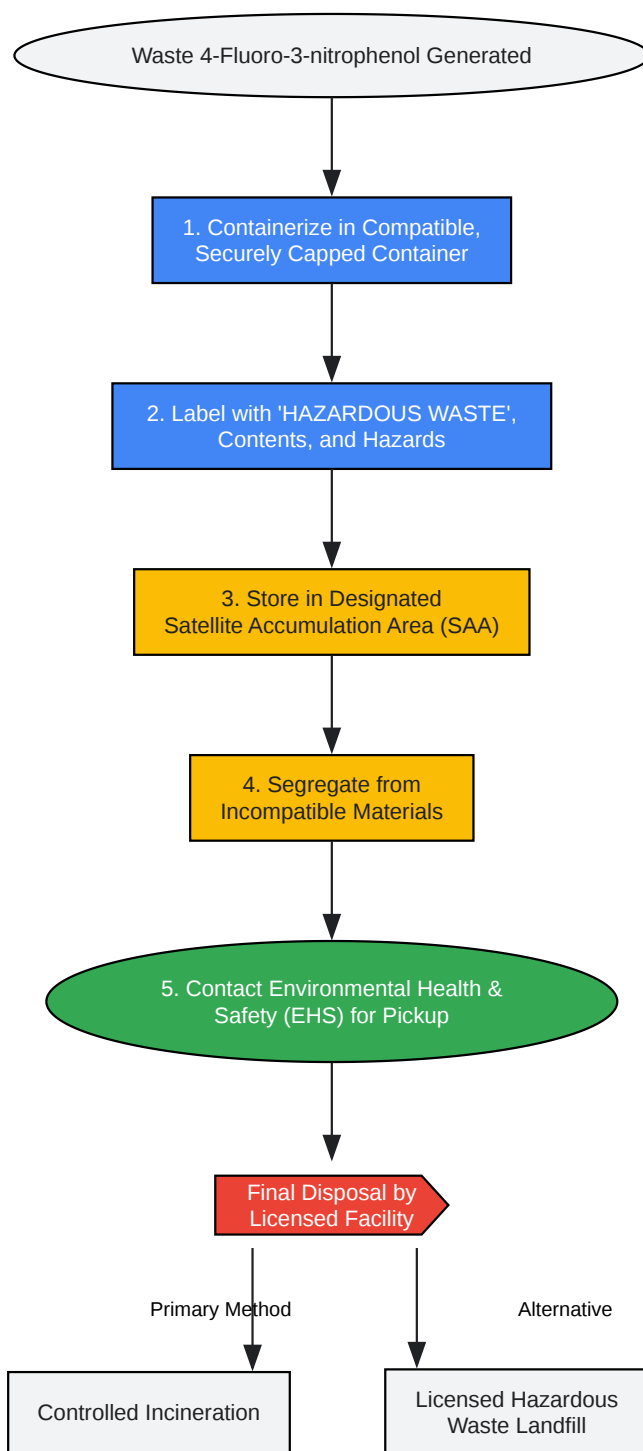 Waste 4-Fluoro-3-nitrophenol Generated
1. Containerize in Compatible,
Securely Capped Container
2. Label with 'HAZARDOUS WASTE',
Contents, and Hazards
3. Store in Designated
Satellite Accumulation Area (SAA)
4. Segregate from
Incompatible Materials
5. Contact Environmental Health &
Safety (EHS) for Pickup
Final Disposal by
Licensed Facility
Primary Method
Alternative
Controlled Incineration
Licensed Hazardous
Waste Landfill